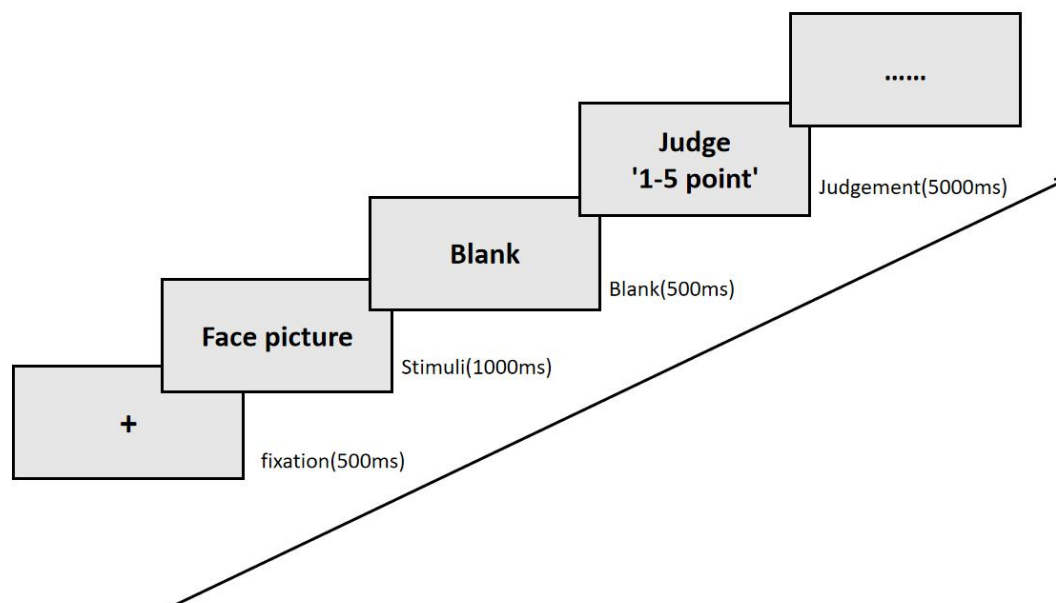 +
fixation(500ms)
Face picture
Stimuli(1000ms)
Blank
Blank(500ms)
Judge
'1-5 point'
Judgement(5000ms)
......